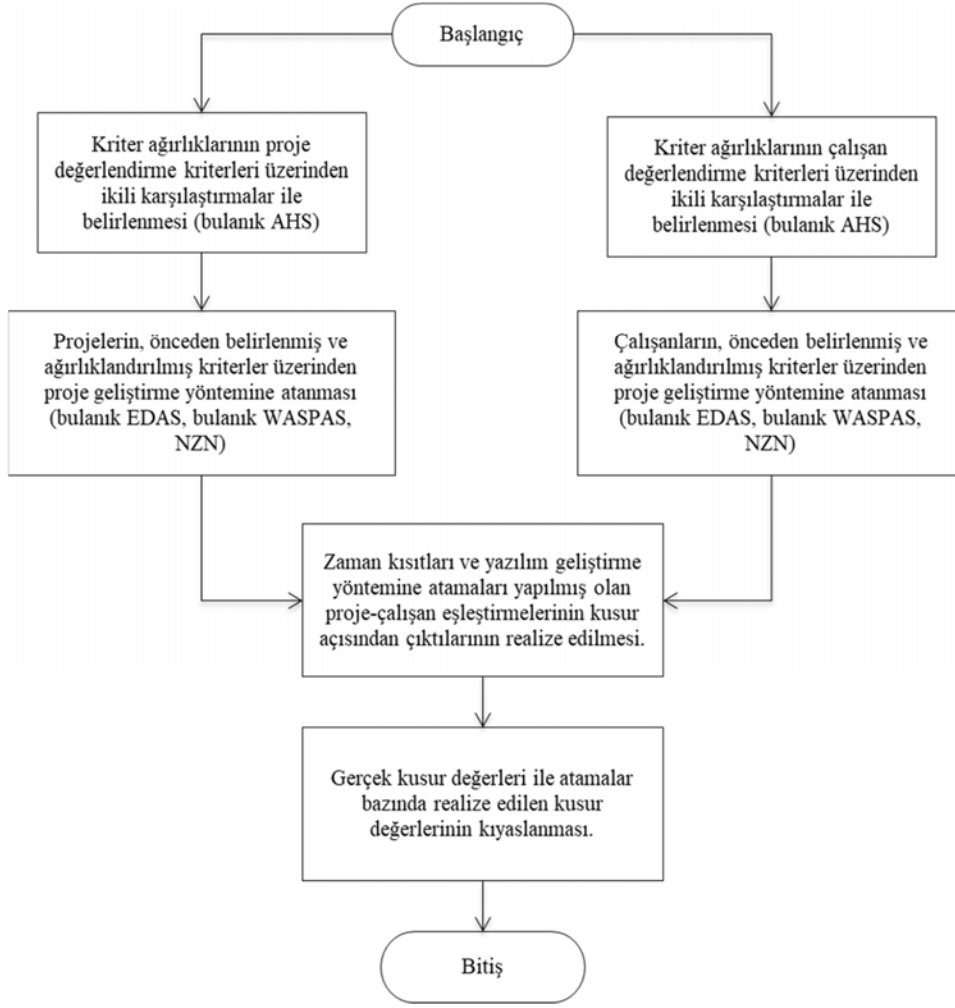 Başlangıç
Kriter ağırlıklarının proje
değerlendirme kriterleri üzerinden
ikili karşılaştırmalar ile
belirlenmesi (bulanık AHS)
Kriter ağırlıklarının çalışan
değerlendirme kriterleri üzerinden
ikili karşılaştırmalar ile
belirlenmesi (bulanık AHS)
Projelerin, önceden belirlenmiş ve
ağırlıklandırılmış kriterler üzerinden
proje geliştirme yöntemine atanması
(bulanık EDAS, bulanık WASPAS,
NZN)
Çalışanların, önceden belirlenmiş ve
ağırlıklandırılmış kriterler üzerinden
proje geliştirme yöntemine atanması
(bulanık EDAS, bulanık WASPAS,
NZN)
Zaman kısıtları ve yazılım geliştirme
yöntemine atamaları yapılmış olan
proje-çalışan eşleştirmelerinin kusur
açısından çıktılarının realize edilmesi.
Gerçek kusur değerleri ile atamalar
bazında realize edilen kusur
değerlerinin kıyaslanması.
Bitiş